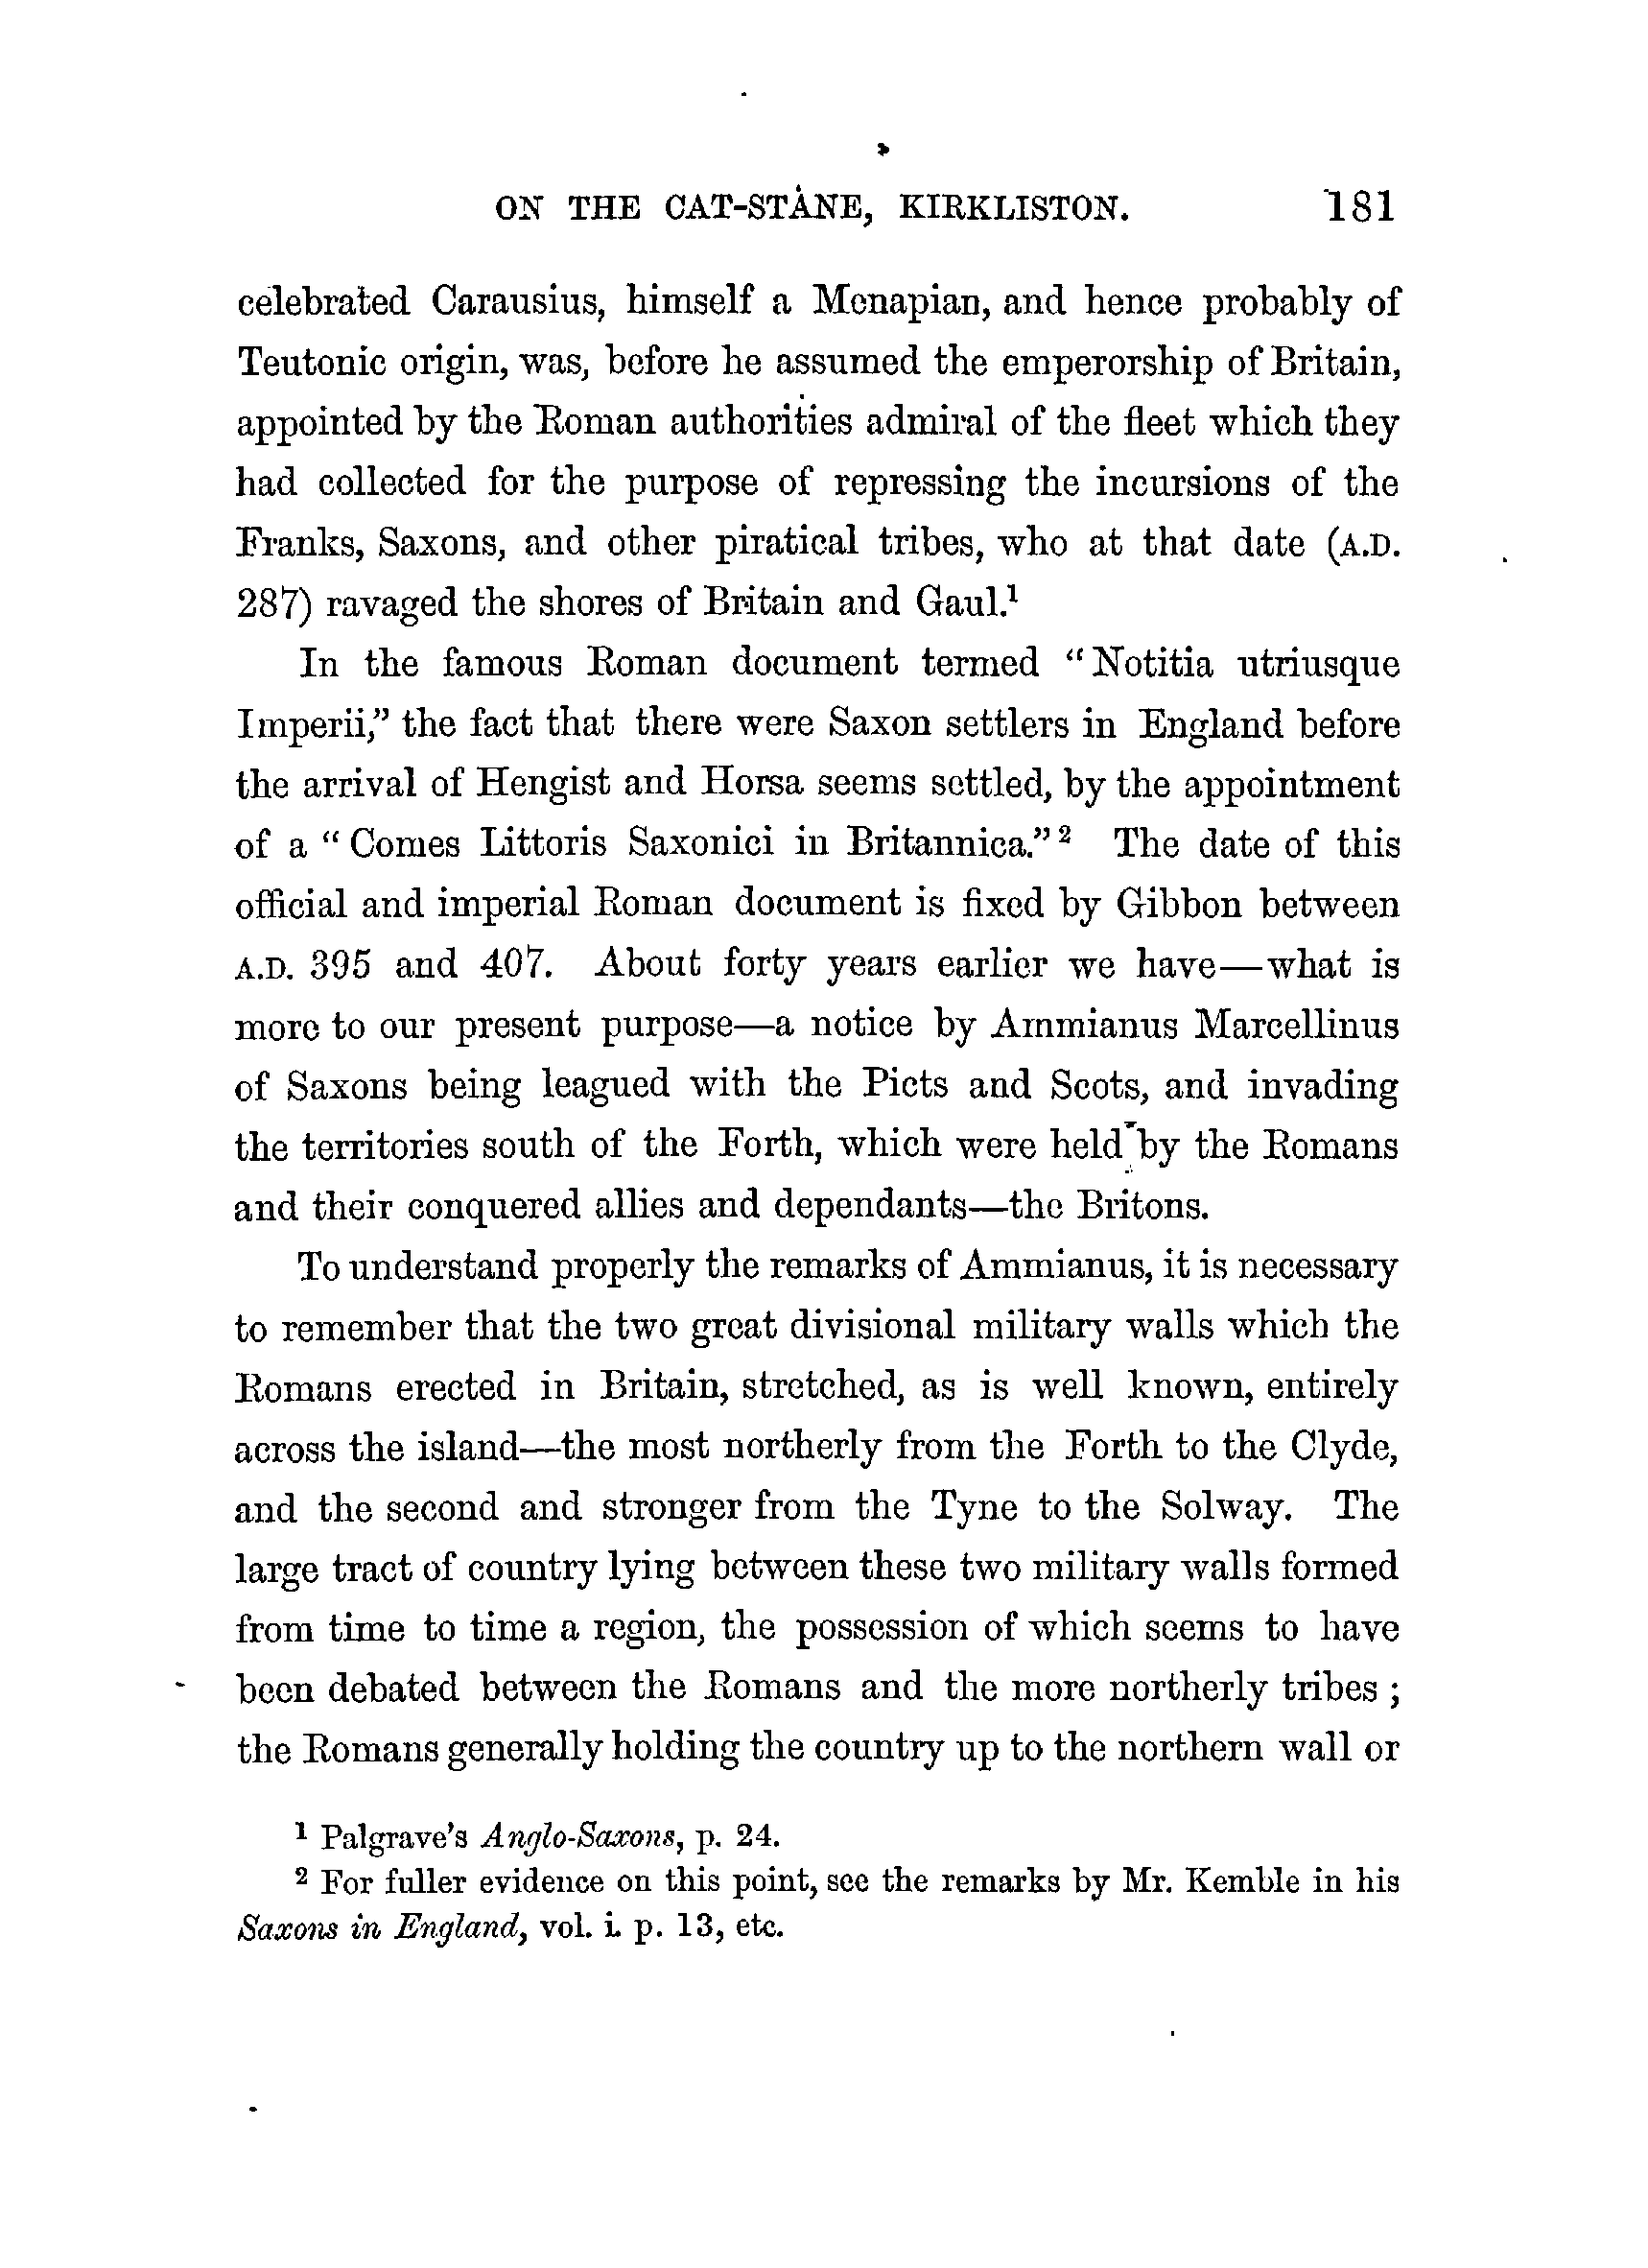 ON THE CAT-STANE, KIRKLISTON. 181
celebrated Carausius, himself a Menapian, and hence probably of
Teutonic origin, was, before he assumed the emperorship of Britain,
appointed by the Roman authorities admiral of the fleet which they
had collected for the purpose of repressing the incursions of the
Franks, Saxons, and other piratical tribes, who at that date (A.D.
287) ravaged the shores of Britain and Gaul.¹
In the famous Roman document termed “Notitia utriusque
Imperii,” the fact that there were Saxon settlers in England before
the arrival of Hengist and Horsa seems settled, by the appointment
of a “Comes Littoris Saxonici in Britannica.”² The date of this
official and imperial Roman document is fixed by Gibbon between
A.D. 395 and 407. About forty years earlier we have—what is
more to our present purpose—a notice by Ammianus Marcellinus
of Saxons being leagued with the Picts and Scots, and invading
the territories south of the Forth, which were held by the Romans
and their conquered allies and dependants—the Britons.
To understand properly the remarks of Ammianus, it is necessary
to remember that the two great divisional military walls which the
Romans erected in Britain, stretched, as is well known, entirely
across the island—the most northerly from the Forth to the Clyde,
and the second and stronger from the Tyne to the Solway. The
large tract of country lying between these two military walls formed
from time to time a region, the possession of which seems to have
been debated between the Romans and the more northerly tribes;
the Romans generally holding the country up to the northern wall or
¹ Palgrave's Anglo-Saxons, p. 24.
² For fuller evidence on this point, see the remarks by Mr. Kemble in his
Saxons in England, vol. i. p. 13, etc.